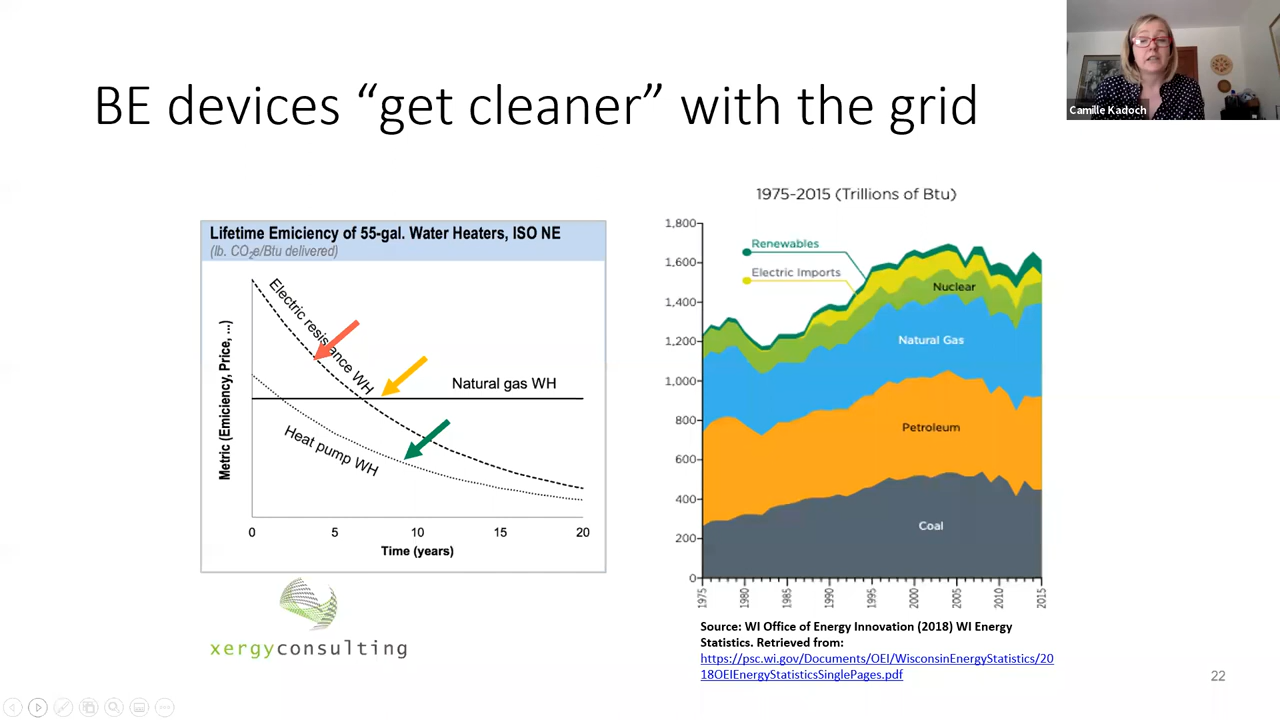 BE devices “get cleaner” with the grid
Camille Kadoch
Lifetime Emiciency of 55-gal. Water Heaters, ISO NE
(lb. CO₂e/Btu delivered)
Metric (Emiciency, Price, ...)
Electric resistance WH
Natural gas WH
Heat pump WH
0 5 10 15 20
Time (years)
xergyconsulting
1975-2015 (Trillions of Btu)
1,800
1,600
1,400
1,200
1,000
800
600
400
200
0
Renewables
Electric Imports
Nuclear
Natural Gas
Petroleum
Coal
1975 1980 1985 1990 1995 2000 2005 2010 2015
Source: WI Office of Energy Innovation (2018) WI Energy
Statistics. Retrieved from:
https://psc.wi.gov/Documents/OEI/WisconsinEnergyStatistics/20
18OEIEnergyStatisticsSinglePages.pdf
22